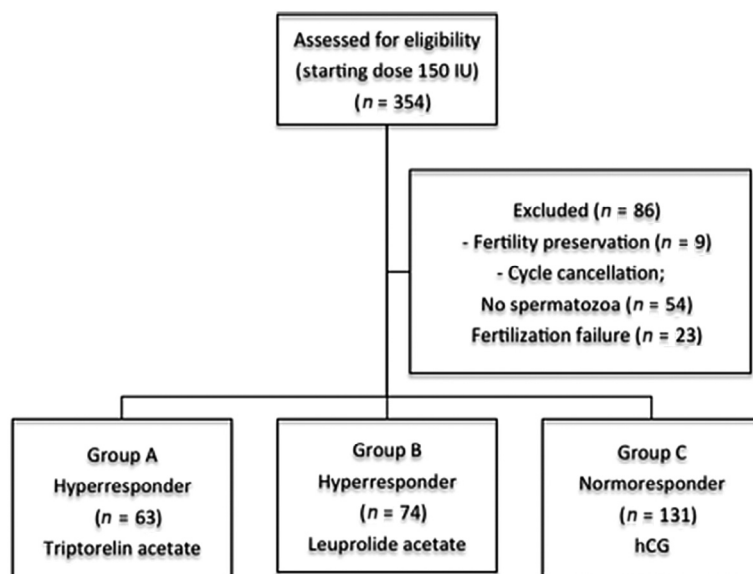 Assessed for eligibility
(starting dose 150 IU)
(n = 354)
Excluded (n = 86)
- Fertility preservation (n = 9)
- Cycle cancellation;
No spermatozoa (n = 54)
Fertilization failure (n = 23)
Group A
Hyperresponder
(n = 63)
Triptorelin acetate
Group B
Hyperresponder
(n = 74)
Leuprolide acetate
Group C
Normoresponder
(n = 131)
hCG